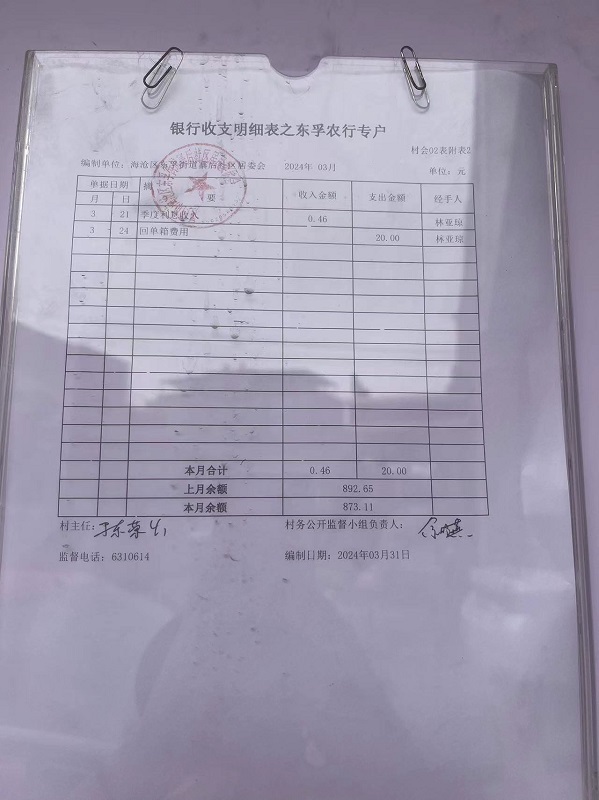 银行收支明细表之东孚农行专户
村会02表附表2
编制单位：海沧区东孚街道寨后社区居委会 2024年 03月 单位：元
单据日期 摘要 收入金额 支出金额 经手人
月 日
3 21 季度利息收入 0.46 林亚琼
3 24 回单箱费用 20.00 林亚琼
本月合计 0.46 20.00
上月余额 892.65
本月余额 873.11
村主任： 村务公开监督小组负责人：
监督电话：6310614 编制日期：2024年03月31日